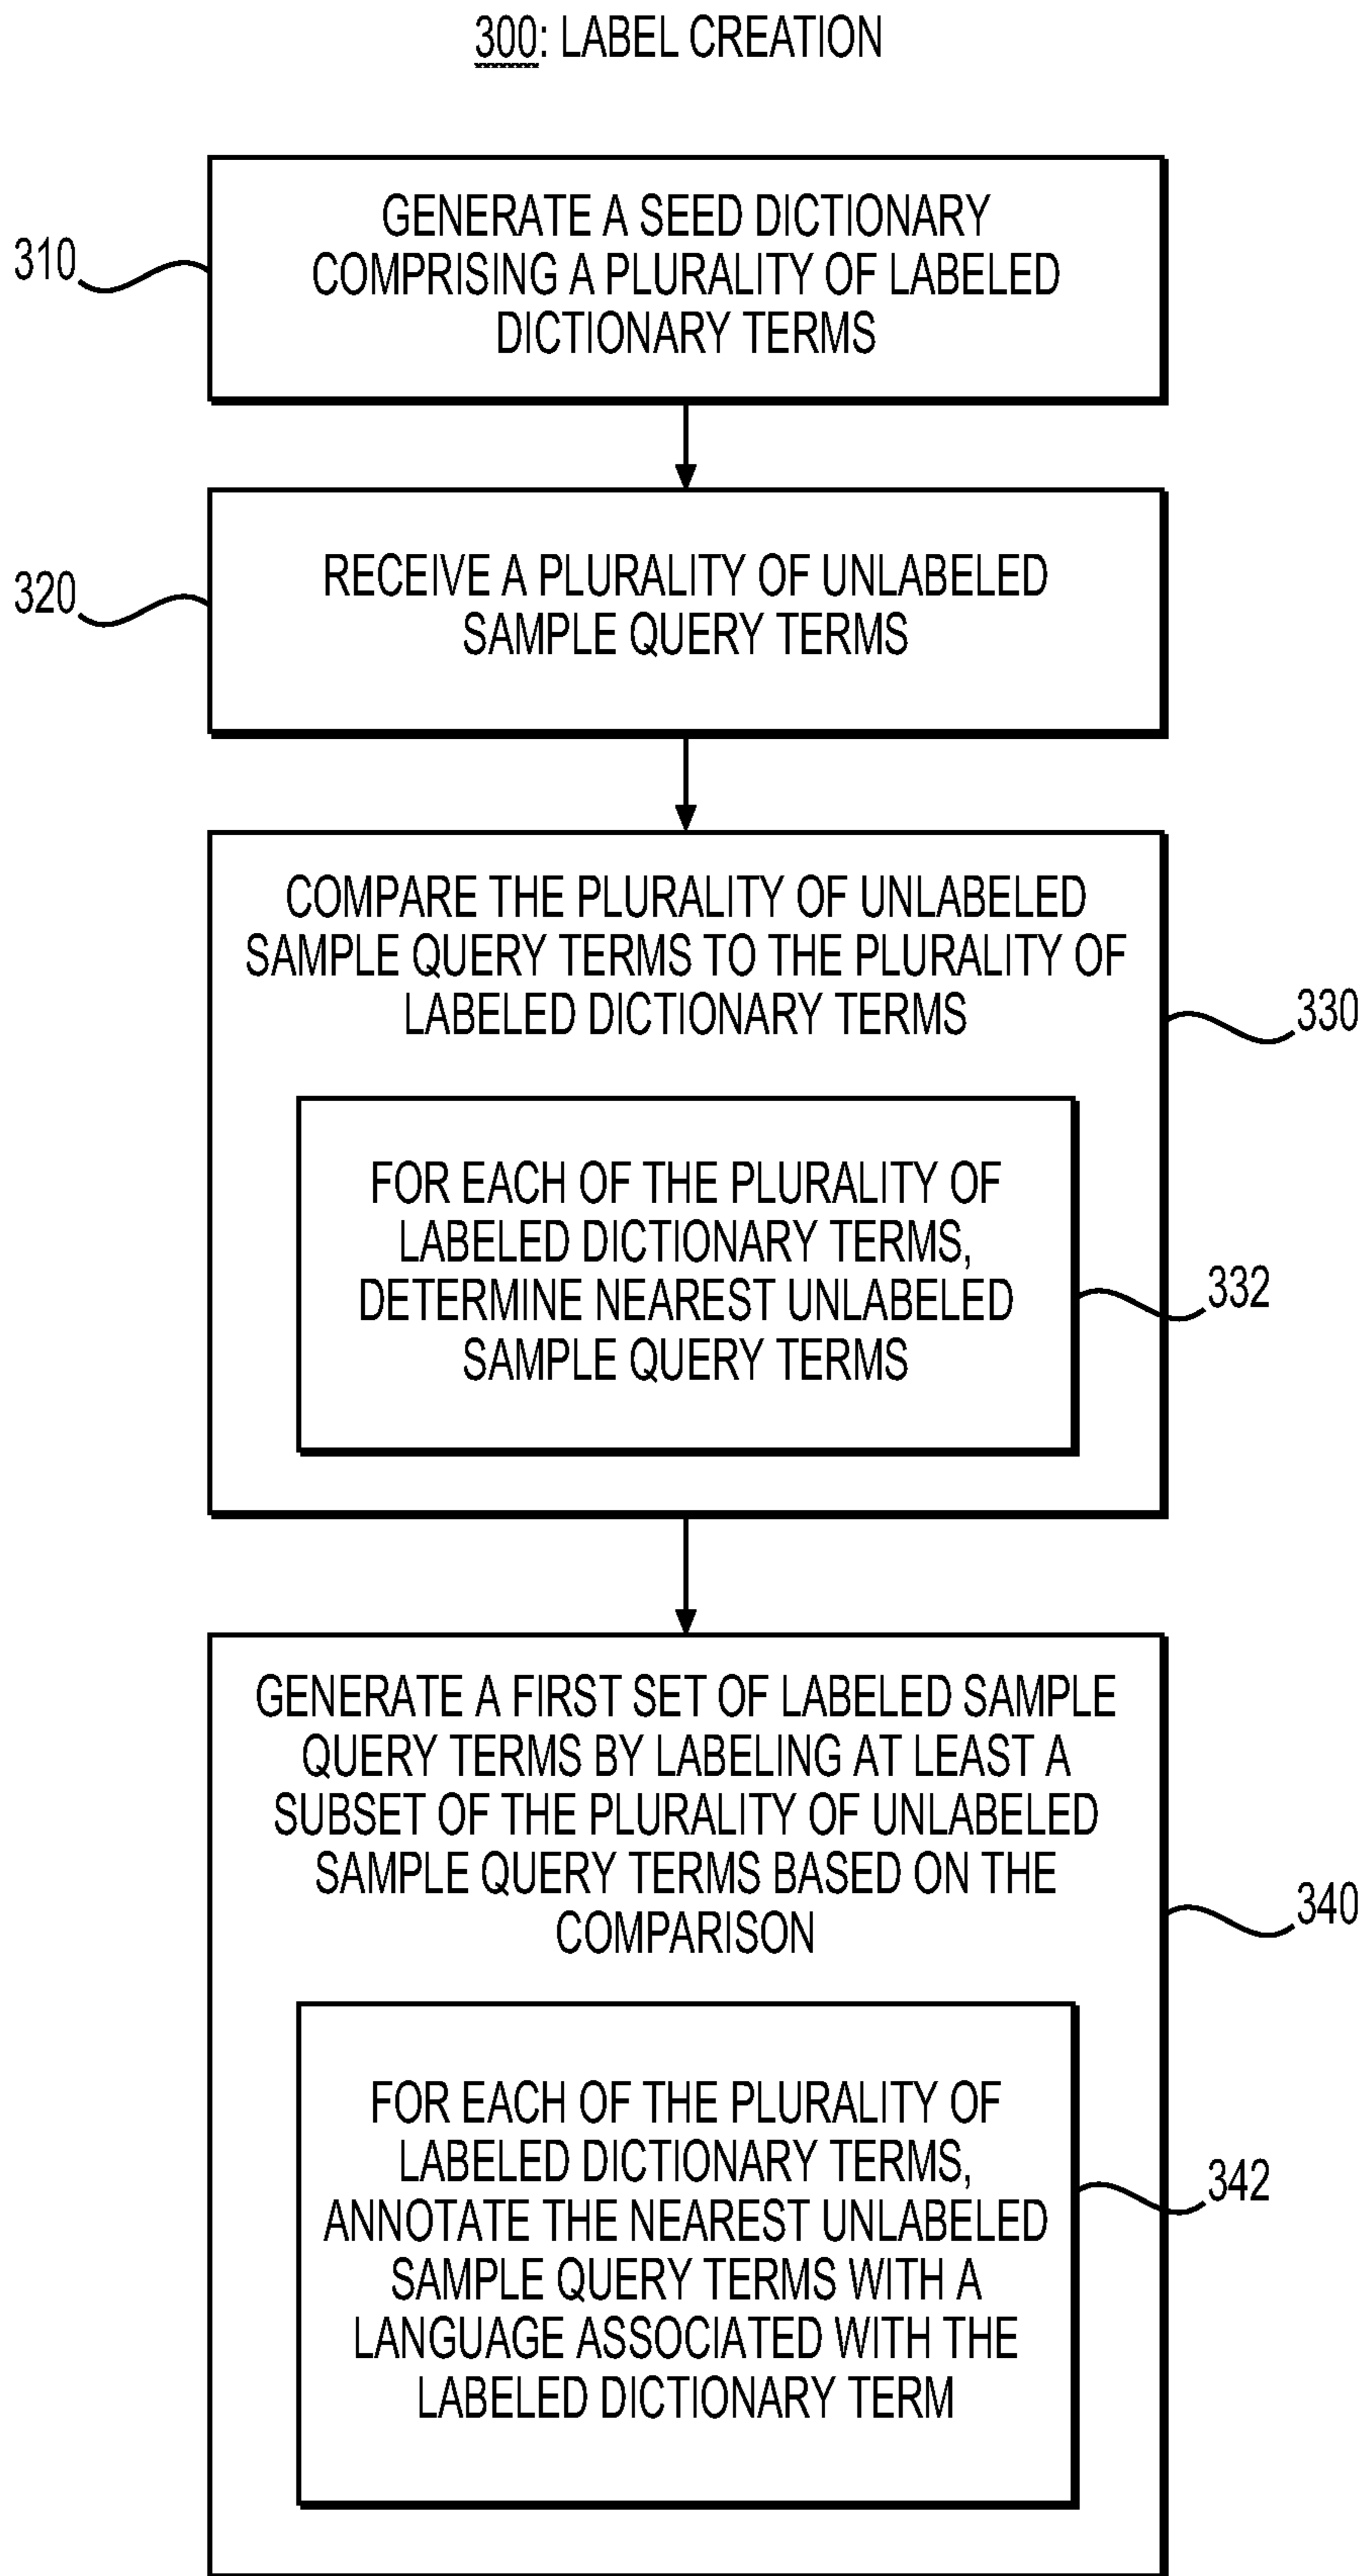 300: LABEL CREATION
310
GENERATE A SEED DICTIONARY
COMPRISING A PLURALITY OF LABELED
DICTIONARY TERMS
320
RECEIVE A PLURALITY OF UNLABELED
SAMPLE QUERY TERMS
COMPARE THE PLURALITY OF UNLABELED
SAMPLE QUERY TERMS TO THE PLURALITY OF
LABELED DICTIONARY TERMS
330
FOR EACH OF THE PLURALITY OF
LABELED DICTIONARY TERMS,
DETERMINE NEAREST UNLABELED
SAMPLE QUERY TERMS
332
GENERATE A FIRST SET OF LABELED SAMPLE
QUERY TERMS BY LABELING AT LEAST A
SUBSET OF THE PLURALITY OF UNLABELED
SAMPLE QUERY TERMS BASED ON THE
COMPARISON
340
FOR EACH OF THE PLURALITY OF
LABELED DICTIONARY TERMS,
ANNOTATE THE NEAREST UNLABELED
SAMPLE QUERY TERMS WITH A
LANGUAGE ASSOCIATED WITH THE
LABELED DICTIONARY TERM
342